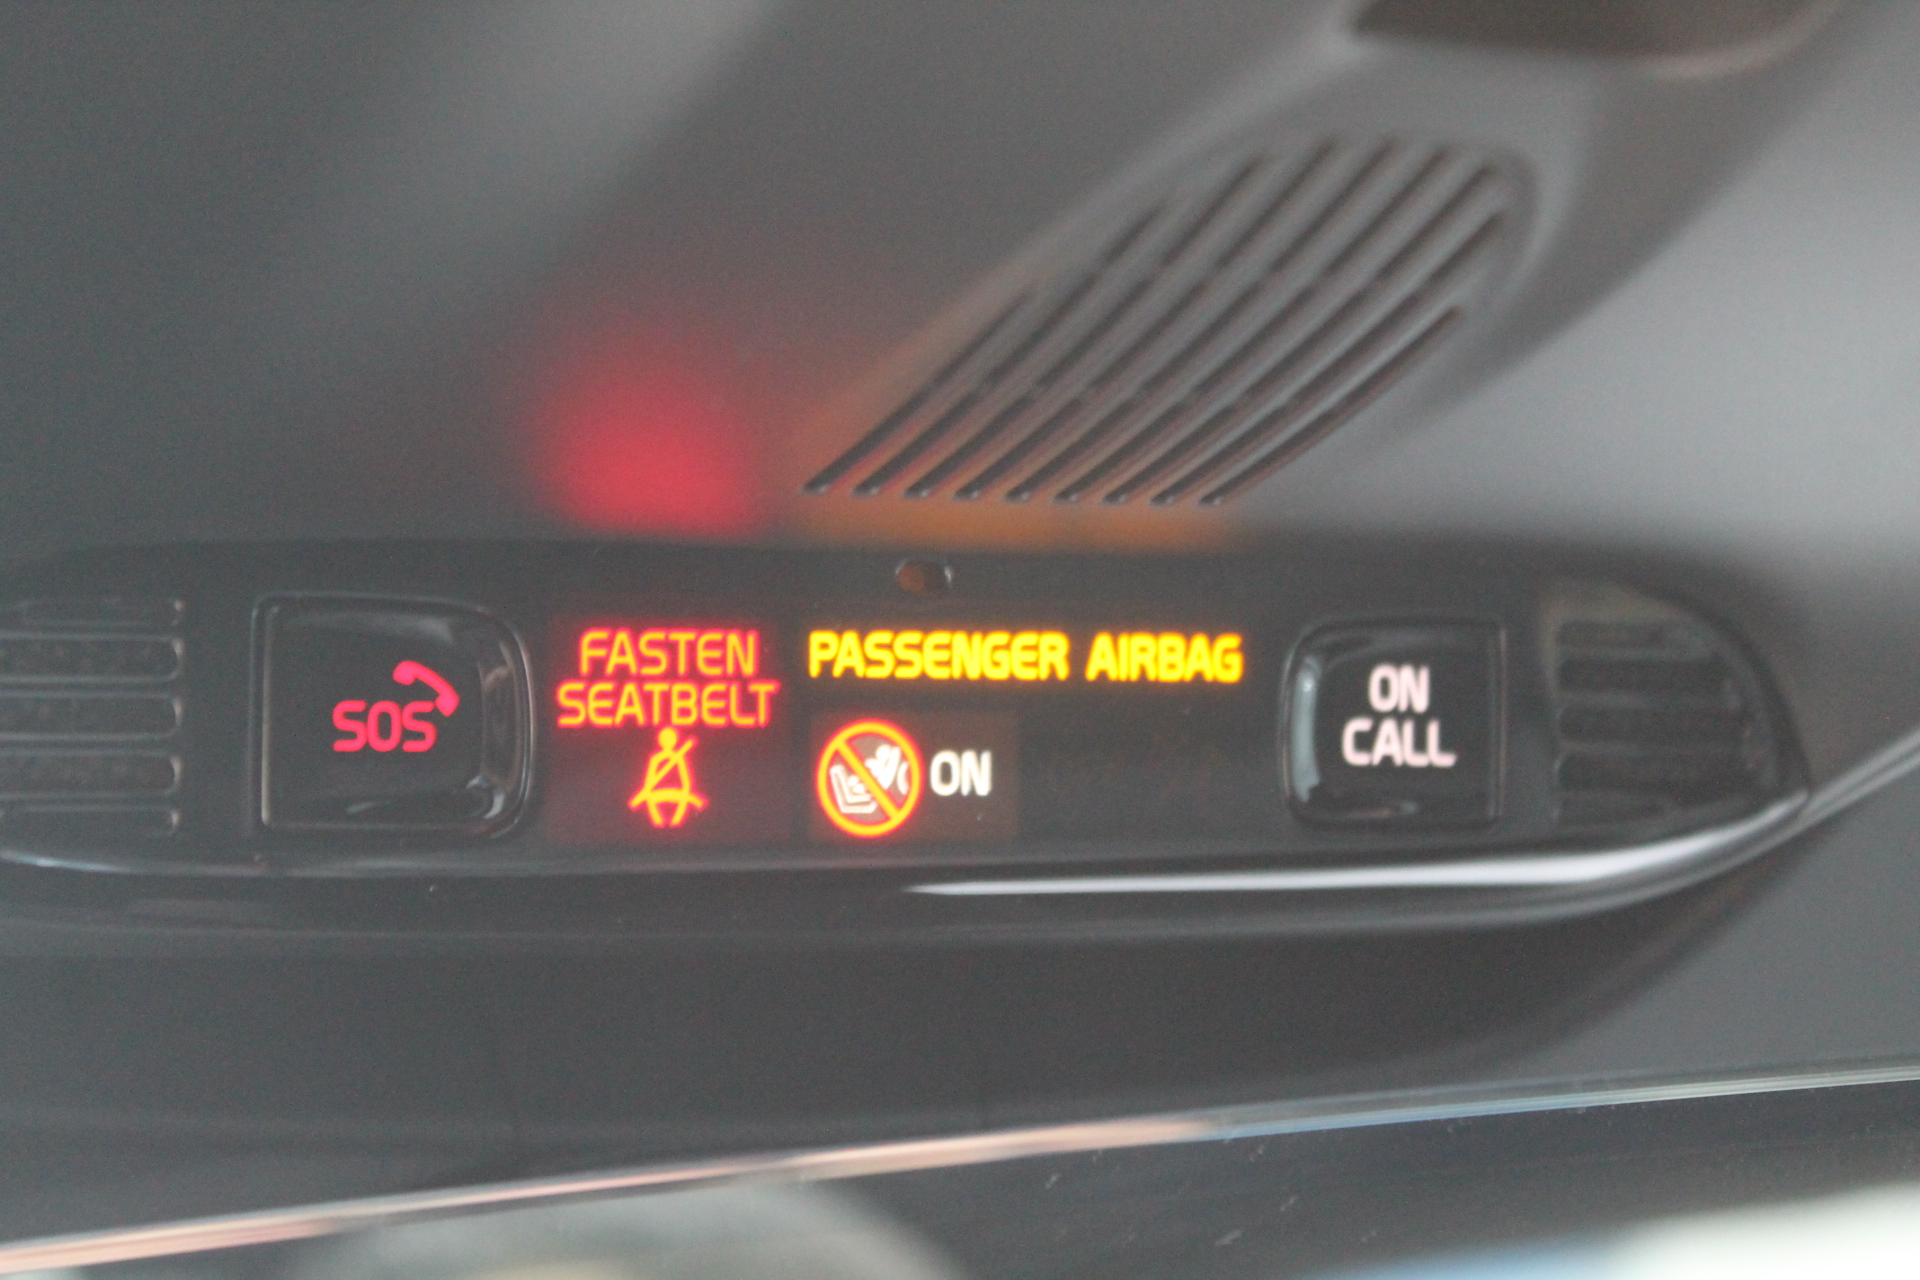 SOS
FASTEN
SEATBELT
PASSENGER AIRBAG
ON
ON
CALL